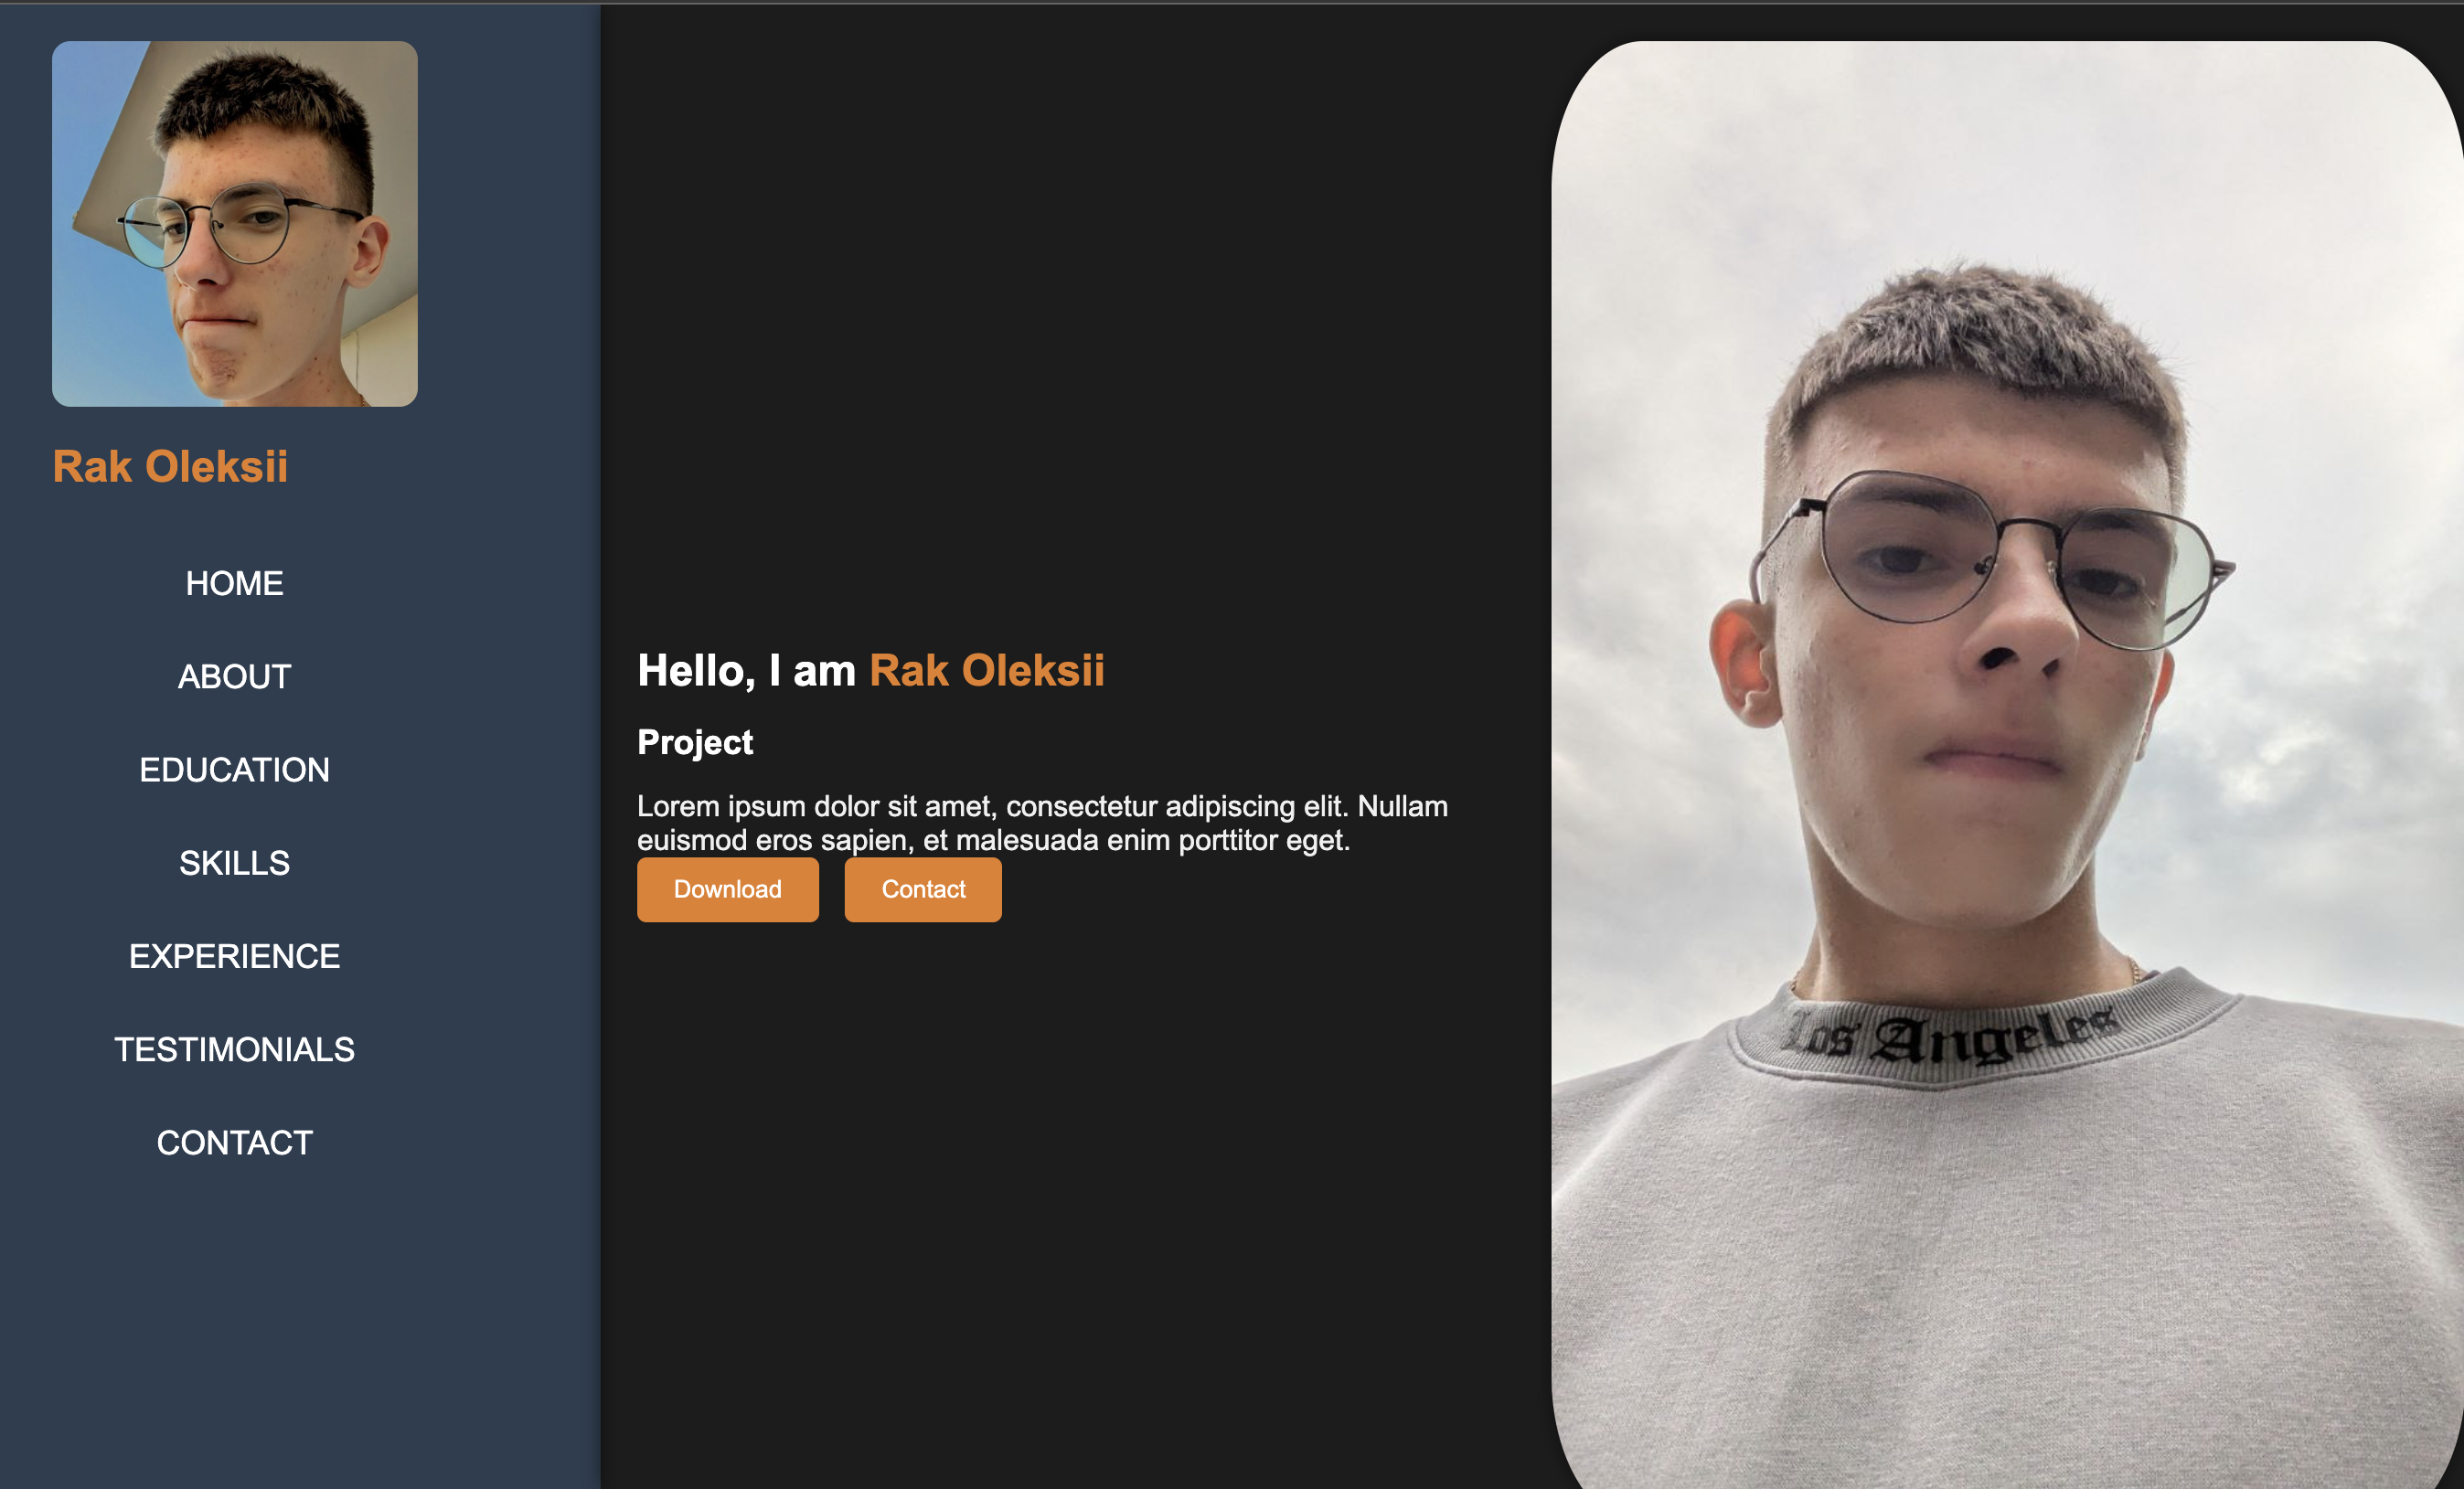 Rak Oleksii
HOME
ABOUT
EDUCATION
SKILLS
EXPERIENCE
TESTIMONIALS
CONTACT
Hello, I am Rak Oleksii
Project
Lorem ipsum dolor sit amet, consectetur adipiscing elit. Nullam
euismod eros sapien, et malesuada enim porttitor eget.
Download Contact
Los Angeles